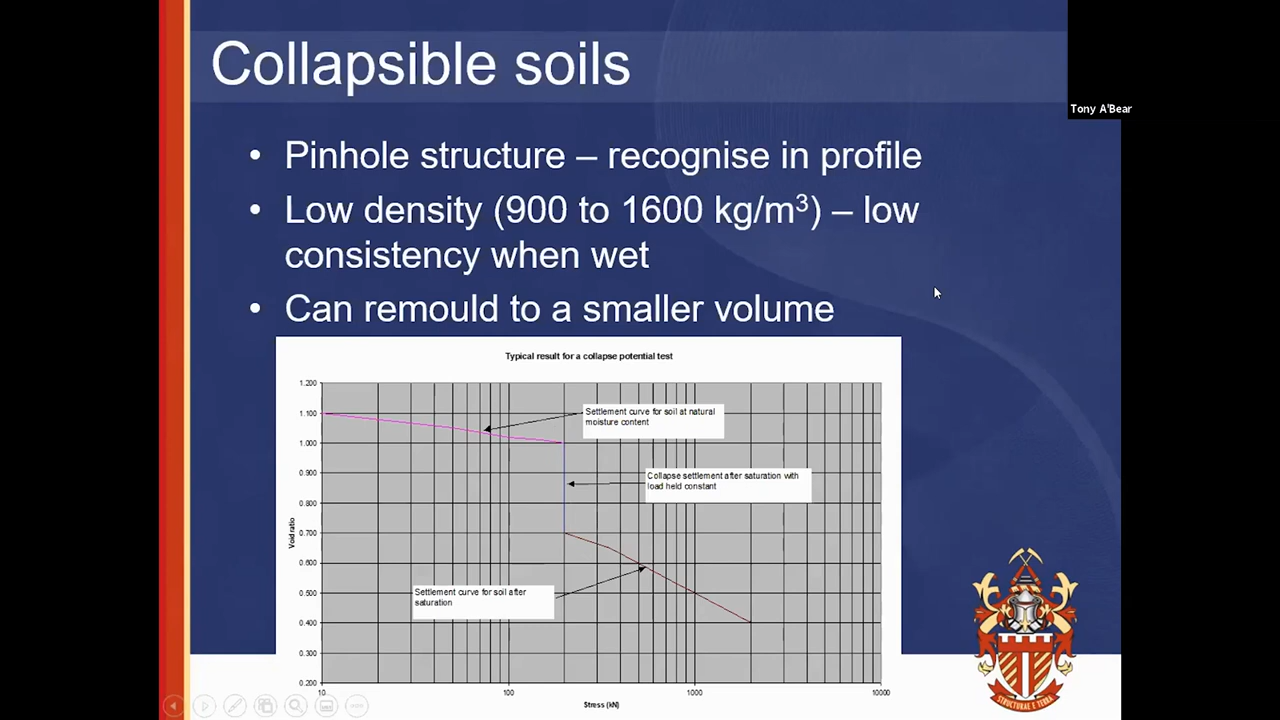 Collapsible soils
Tony A'Bear
• Pinhole structure – recognise in profile
• Low density (900 to 1600 kg/m³) – low
consistency when wet
• Can remould to a smaller volume
Typical result for a collapse potential test
1.200
1.100
1.000
0.900
0.800
0.700
0.600
0.500
0.400
0.300
0.200
Void ratio
Settlement curve for soil at natural
moisture content
Collapse settlement after saturation with
load held constant
Settlement curve for soil after
saturation
10
100
1000
10000
Stress (kN)
STRUCTURAL E TERRA